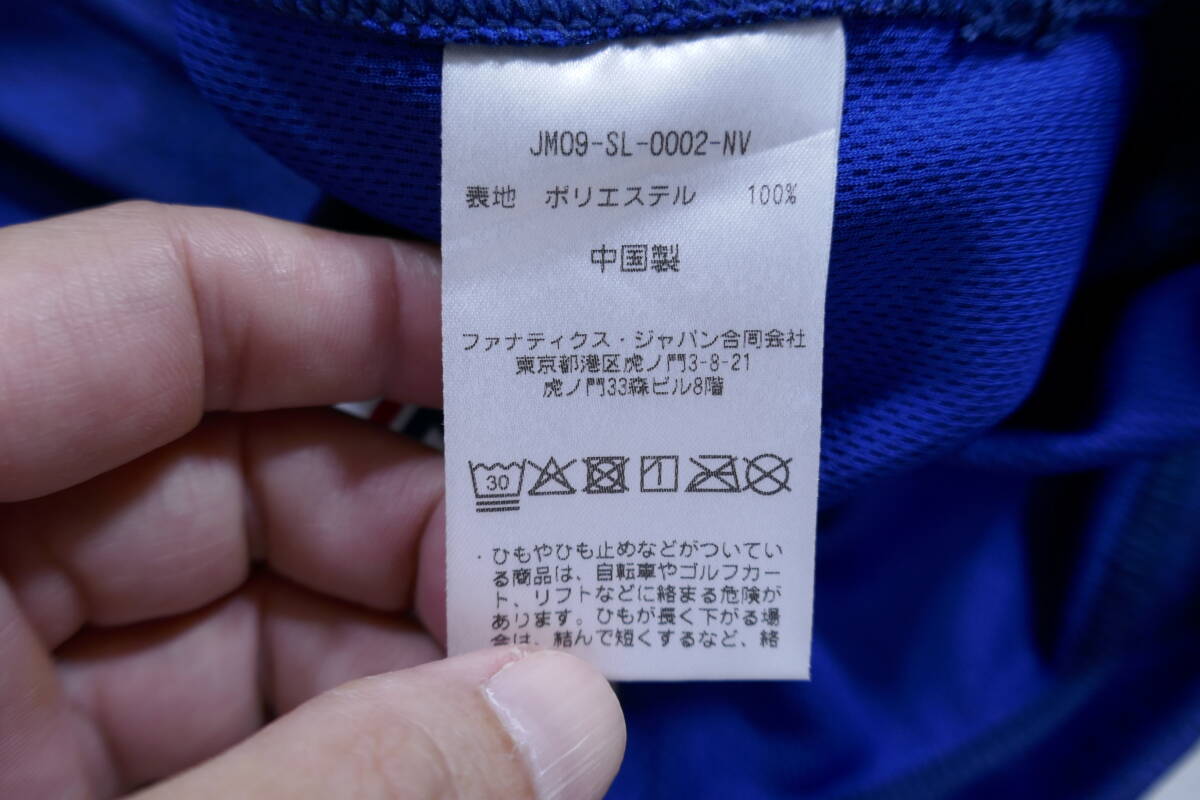 JM09-SL-0002-NV
表地 ポリエステル 100%
中国製
ファナティクス・ジャパン合同会社
東京都港区虎ノ門3-8-21
虎ノ門33森ビル8階
30
・ひもやひも止めなどがついてい
る商品は、自転車やゴルフカー
ト、リフトなどに絡まる危険が
あります。ひもが長く下がる場
合は、結んで短くするなど、絡